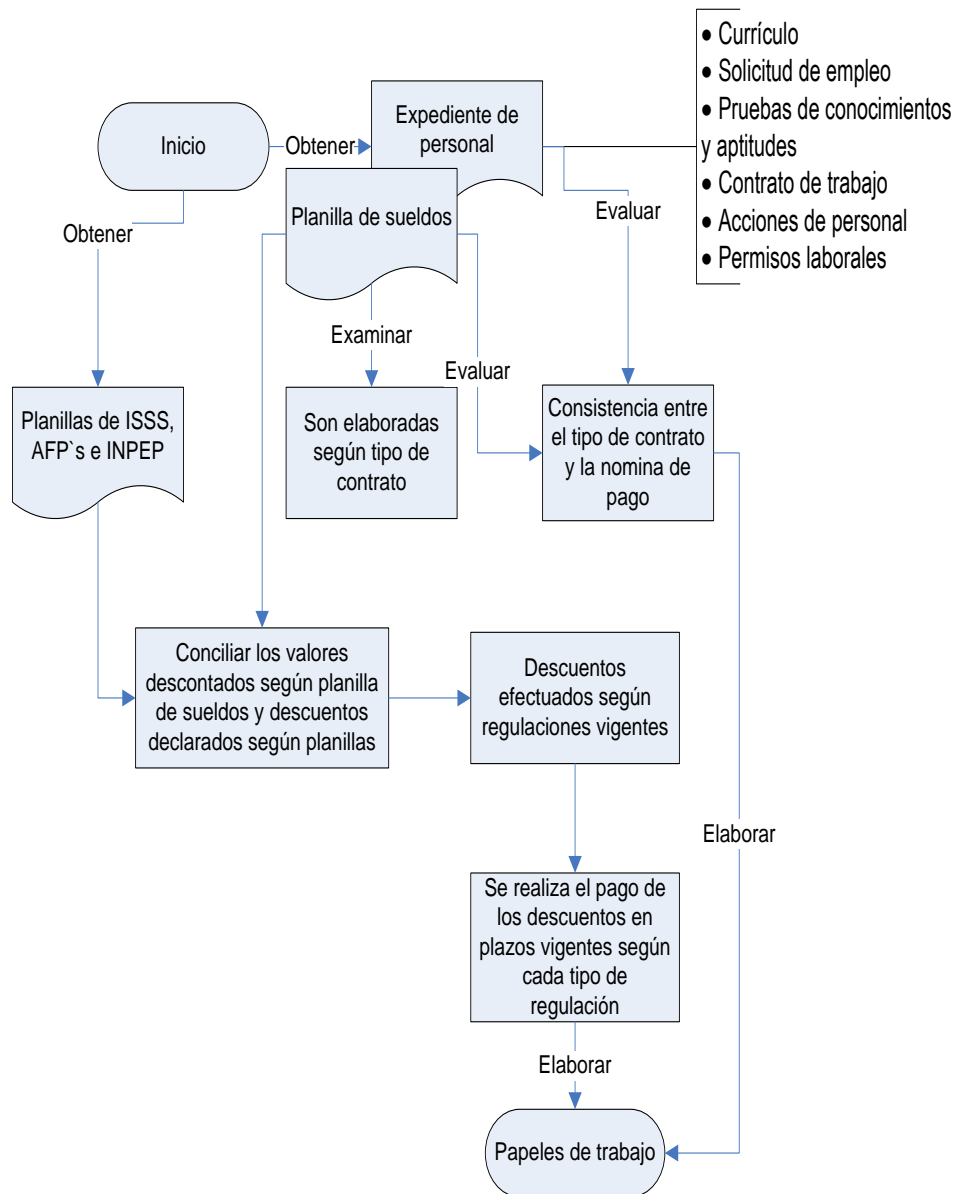 • Currículo
• Solicitud de empleo
• Pruebas de conocimientos
y aptitudes
• Contrato de trabajo
• Acciones de personal
• Permisos laborales
Inicio
Obtener
Expediente de
personal
Planilla de sueldos
Evaluar
Obtener
Examinar
Evaluar
Planillas de ISSS,
AFP`s e INPEP
Son elaboradas
según tipo de
contrato
Consistencia entre
el tipo de contrato
y la nomina de
pago
Conciliar los valores
descontados según planilla
de sueldos y descuentos
declarados según planillas
Descuentos
efectuados según
regulaciones vigentes
Elaborar
Se realiza el pago de
los descuentos en
plazos vigentes según
cada tipo de
regulación
Elaborar
Papeles de trabajo